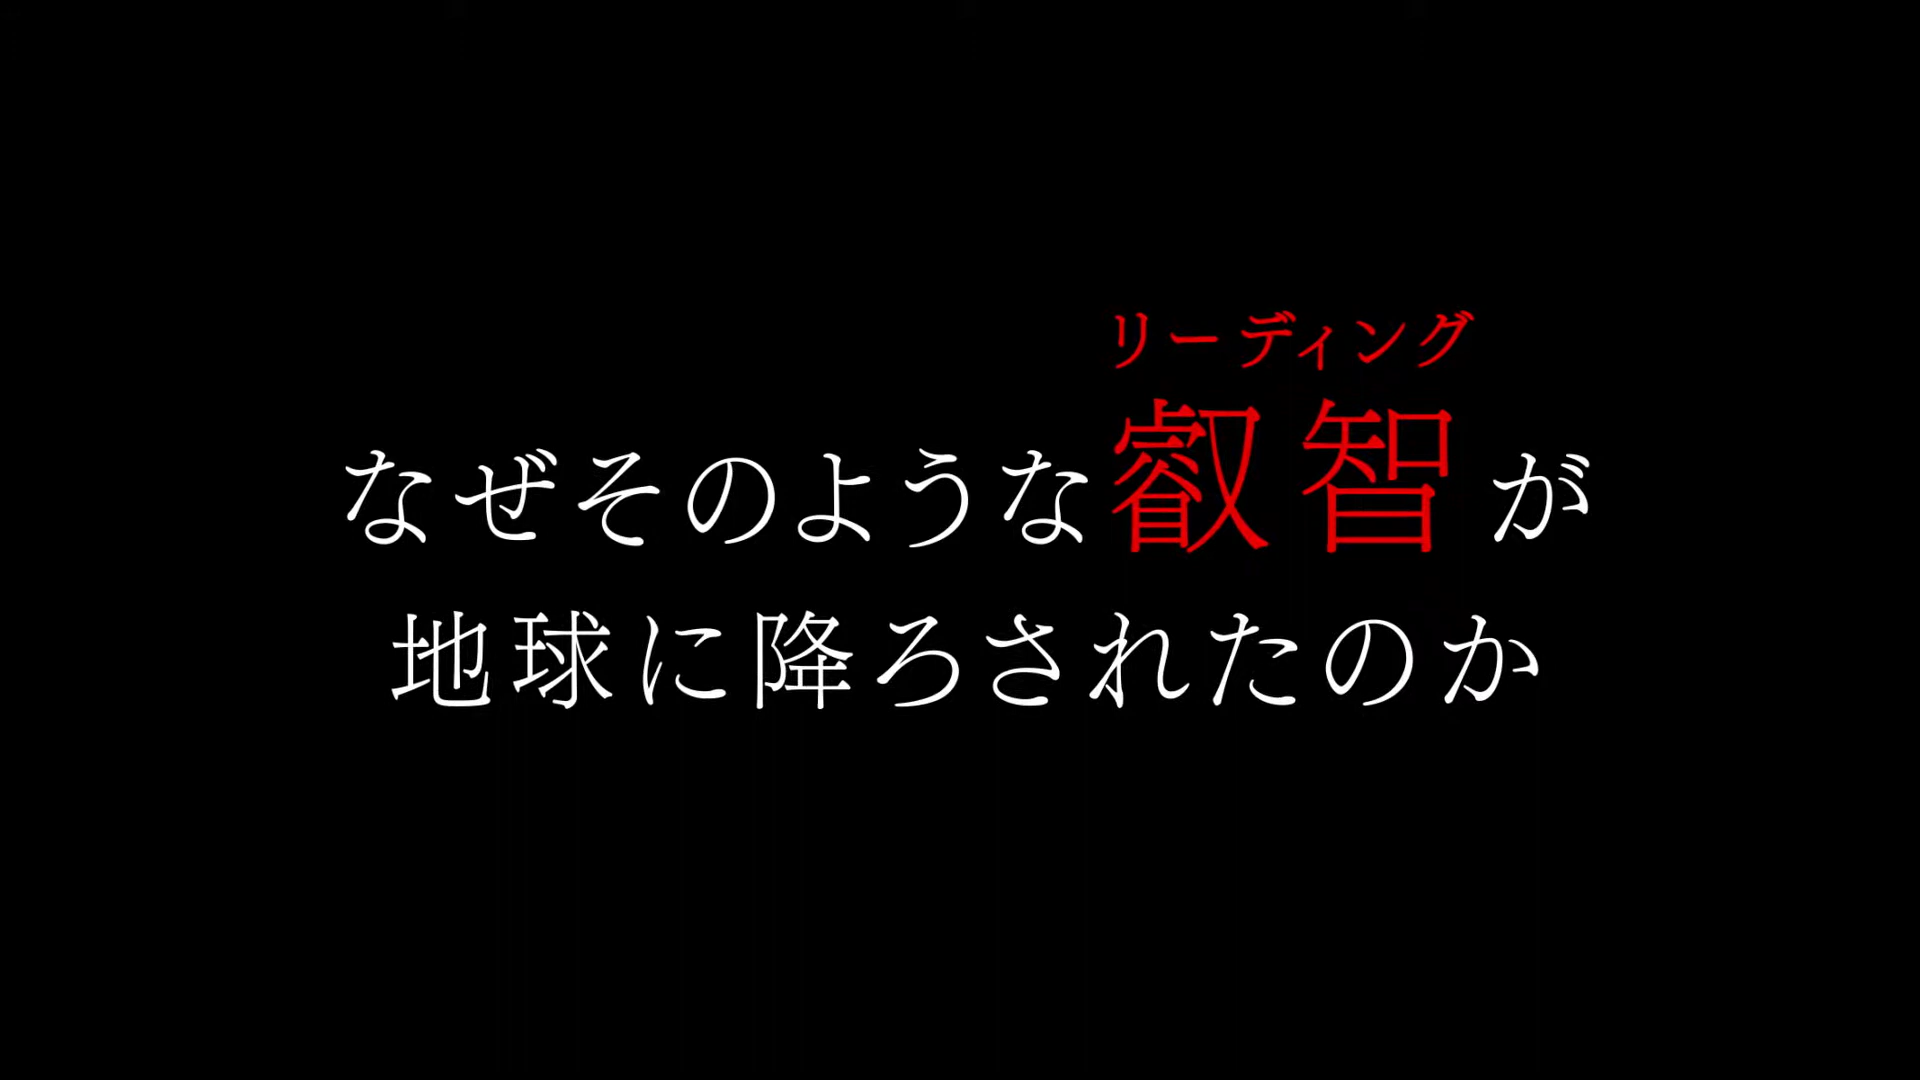 リーディング
なぜそのような叡智が
地球に降ろされたのか